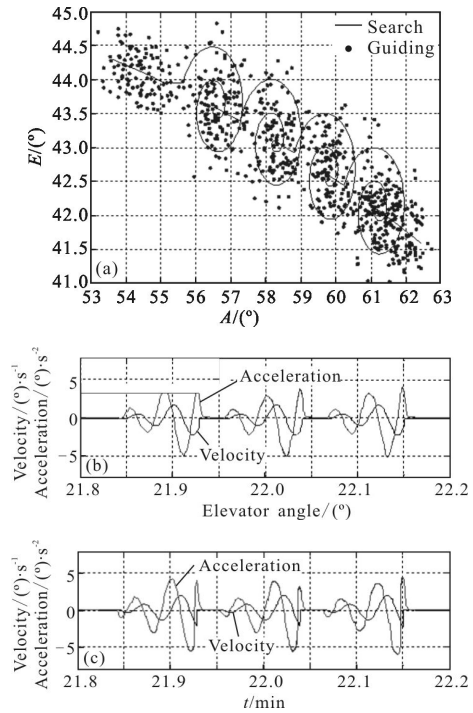 45.0
44.5
44.0
43.5
43.0
42.5
42.0
41.5
41.0
E/(º)
Search
Guiding
(a)
53 54 55 56 57 58 59 60 61 62 63
A/(º)
Velocity/(º)·s⁻¹
Acceleration/(º)·s⁻²
5
0
−5
Acceleration
Velocity
(b)
21.8 21.9 22.0 22.1 22.2
Elevator angle/(º)
Velocity/(º)·s⁻¹
Acceleration/(º)·s⁻²
5
0
−5
Acceleration
Velocity
(c)
21.8 21.9 22.0 22.1 22.2
t/min